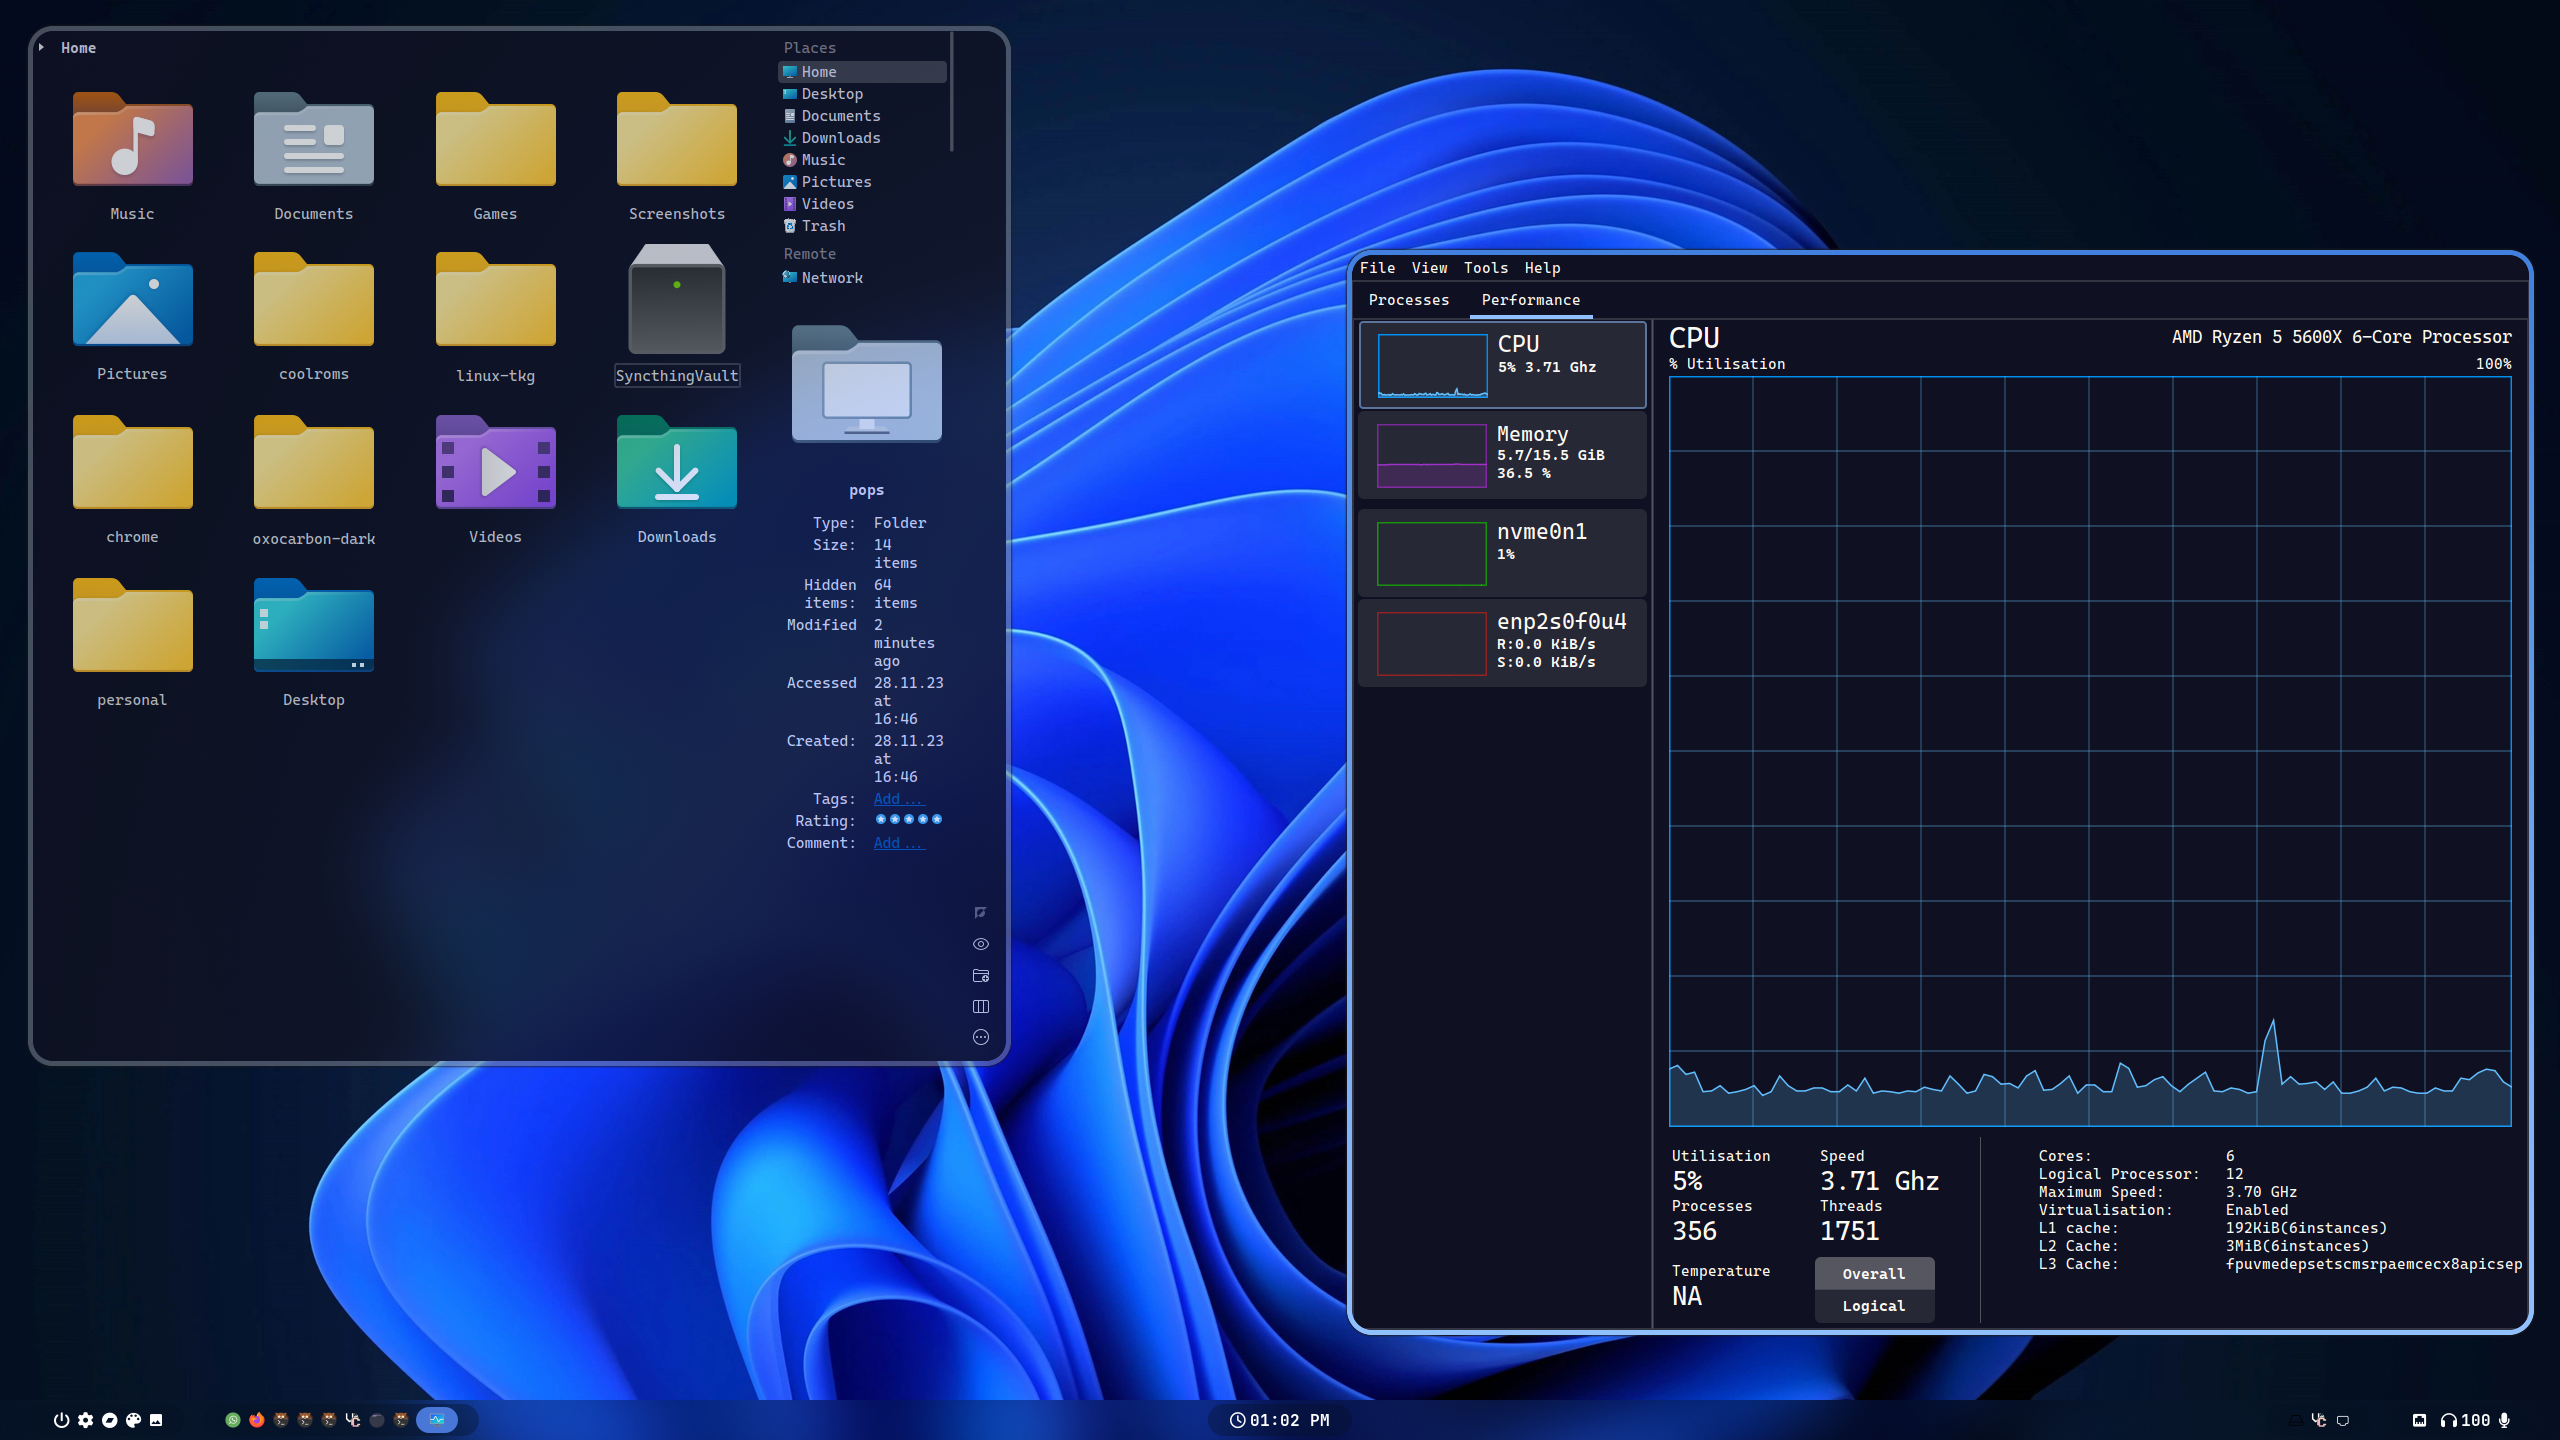 Home
Music
Documents
Games
Screenshots
Pictures
coolroms
linux-tkg
SyncthingVault
chrome
oxocarbon-dark
Videos
Downloads
personal
Desktop
Places
Home
Desktop
Documents
Downloads
Music
Pictures
Videos
Trash
Remote
Network
pops
Type: Folder
Size: 14
items
Hidden 64
items: items
Modified 2
minutes
ago
Accessed 28.11.23
at
16:46
Created: 28.11.23
at
16:46
Tags: Add...
Rating:
Comment: Add...
File View Tools Help
Processes Performance
CPU
5% 3.71 Ghz
Memory
5.7/15.5 GiB
36.5 %
nvme0n1
1%
enp2s0f0u4
R:0.0 KiB/s
S:0.0 KiB/s
CPU AMD Ryzen 5 5600X 6-Core Processor
% Utilisation 100%
Utilisation Speed
5% 3.71 Ghz
Processes Threads
356 1751
Temperature
NA
Overall
Logical
Cores: 6
Logical Processor: 12
Maximum Speed: 3.70 GHz
Virtualisation: Enabled
L1 cache: 192KiB(6instances)
L2 Cache: 3MiB(6instances)
L3 Cache: fpuvmedepsetscmsrpaemcecx8apicsep
01:02 PM
100